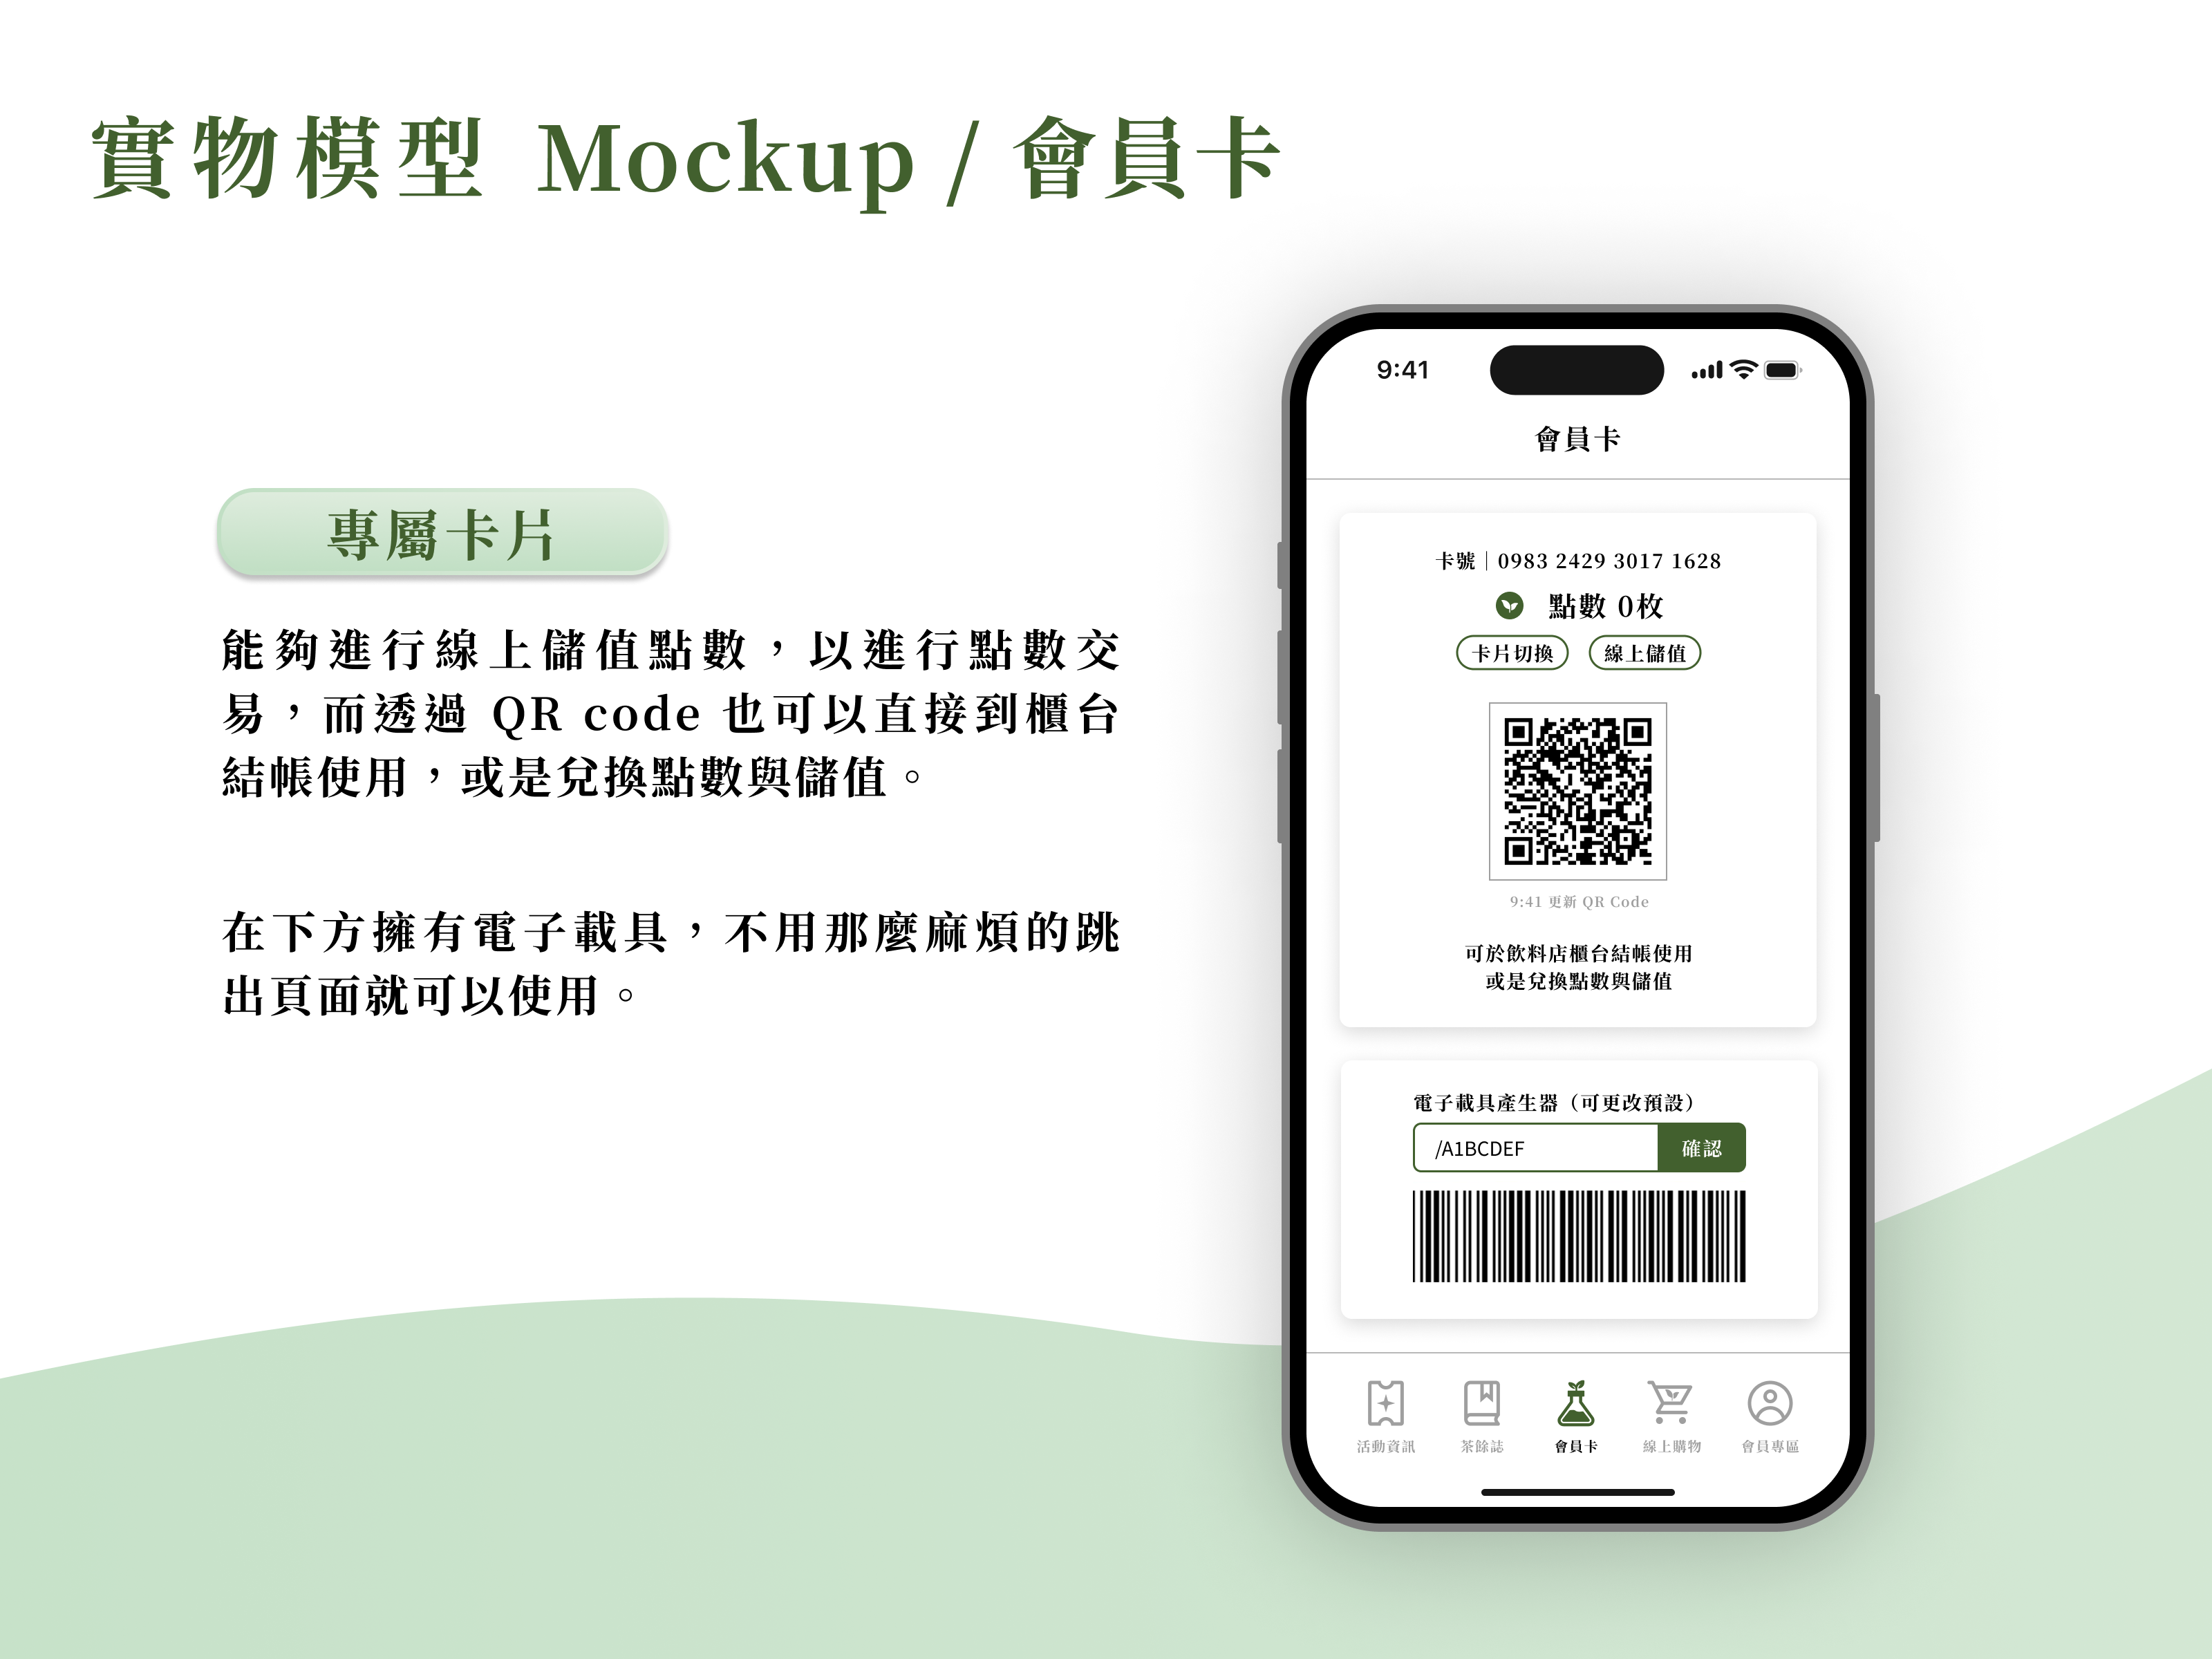 實物模型 Mockup / 會員卡
專屬卡片
能夠進行線上儲值點數，以進行點數交
易，而透過 QR code 也可以直接到櫃台
結帳使用，或是兌換點數與儲值。
在下方擁有電子載具，不用那麼麻煩的跳
出頁面就可以使用。
9:41
會員卡
卡號｜0983 2429 3017 1628
點數 0枚
卡片切換 線上儲值
9:41 更新 QR Code
可於飲料店櫃台結帳使用
或是兌換點數與儲值
電子載具產生器（可更改預設）
/A1BCDEF 確認
活動資訊 茶餘誌 會員卡 線上購物 會員專區